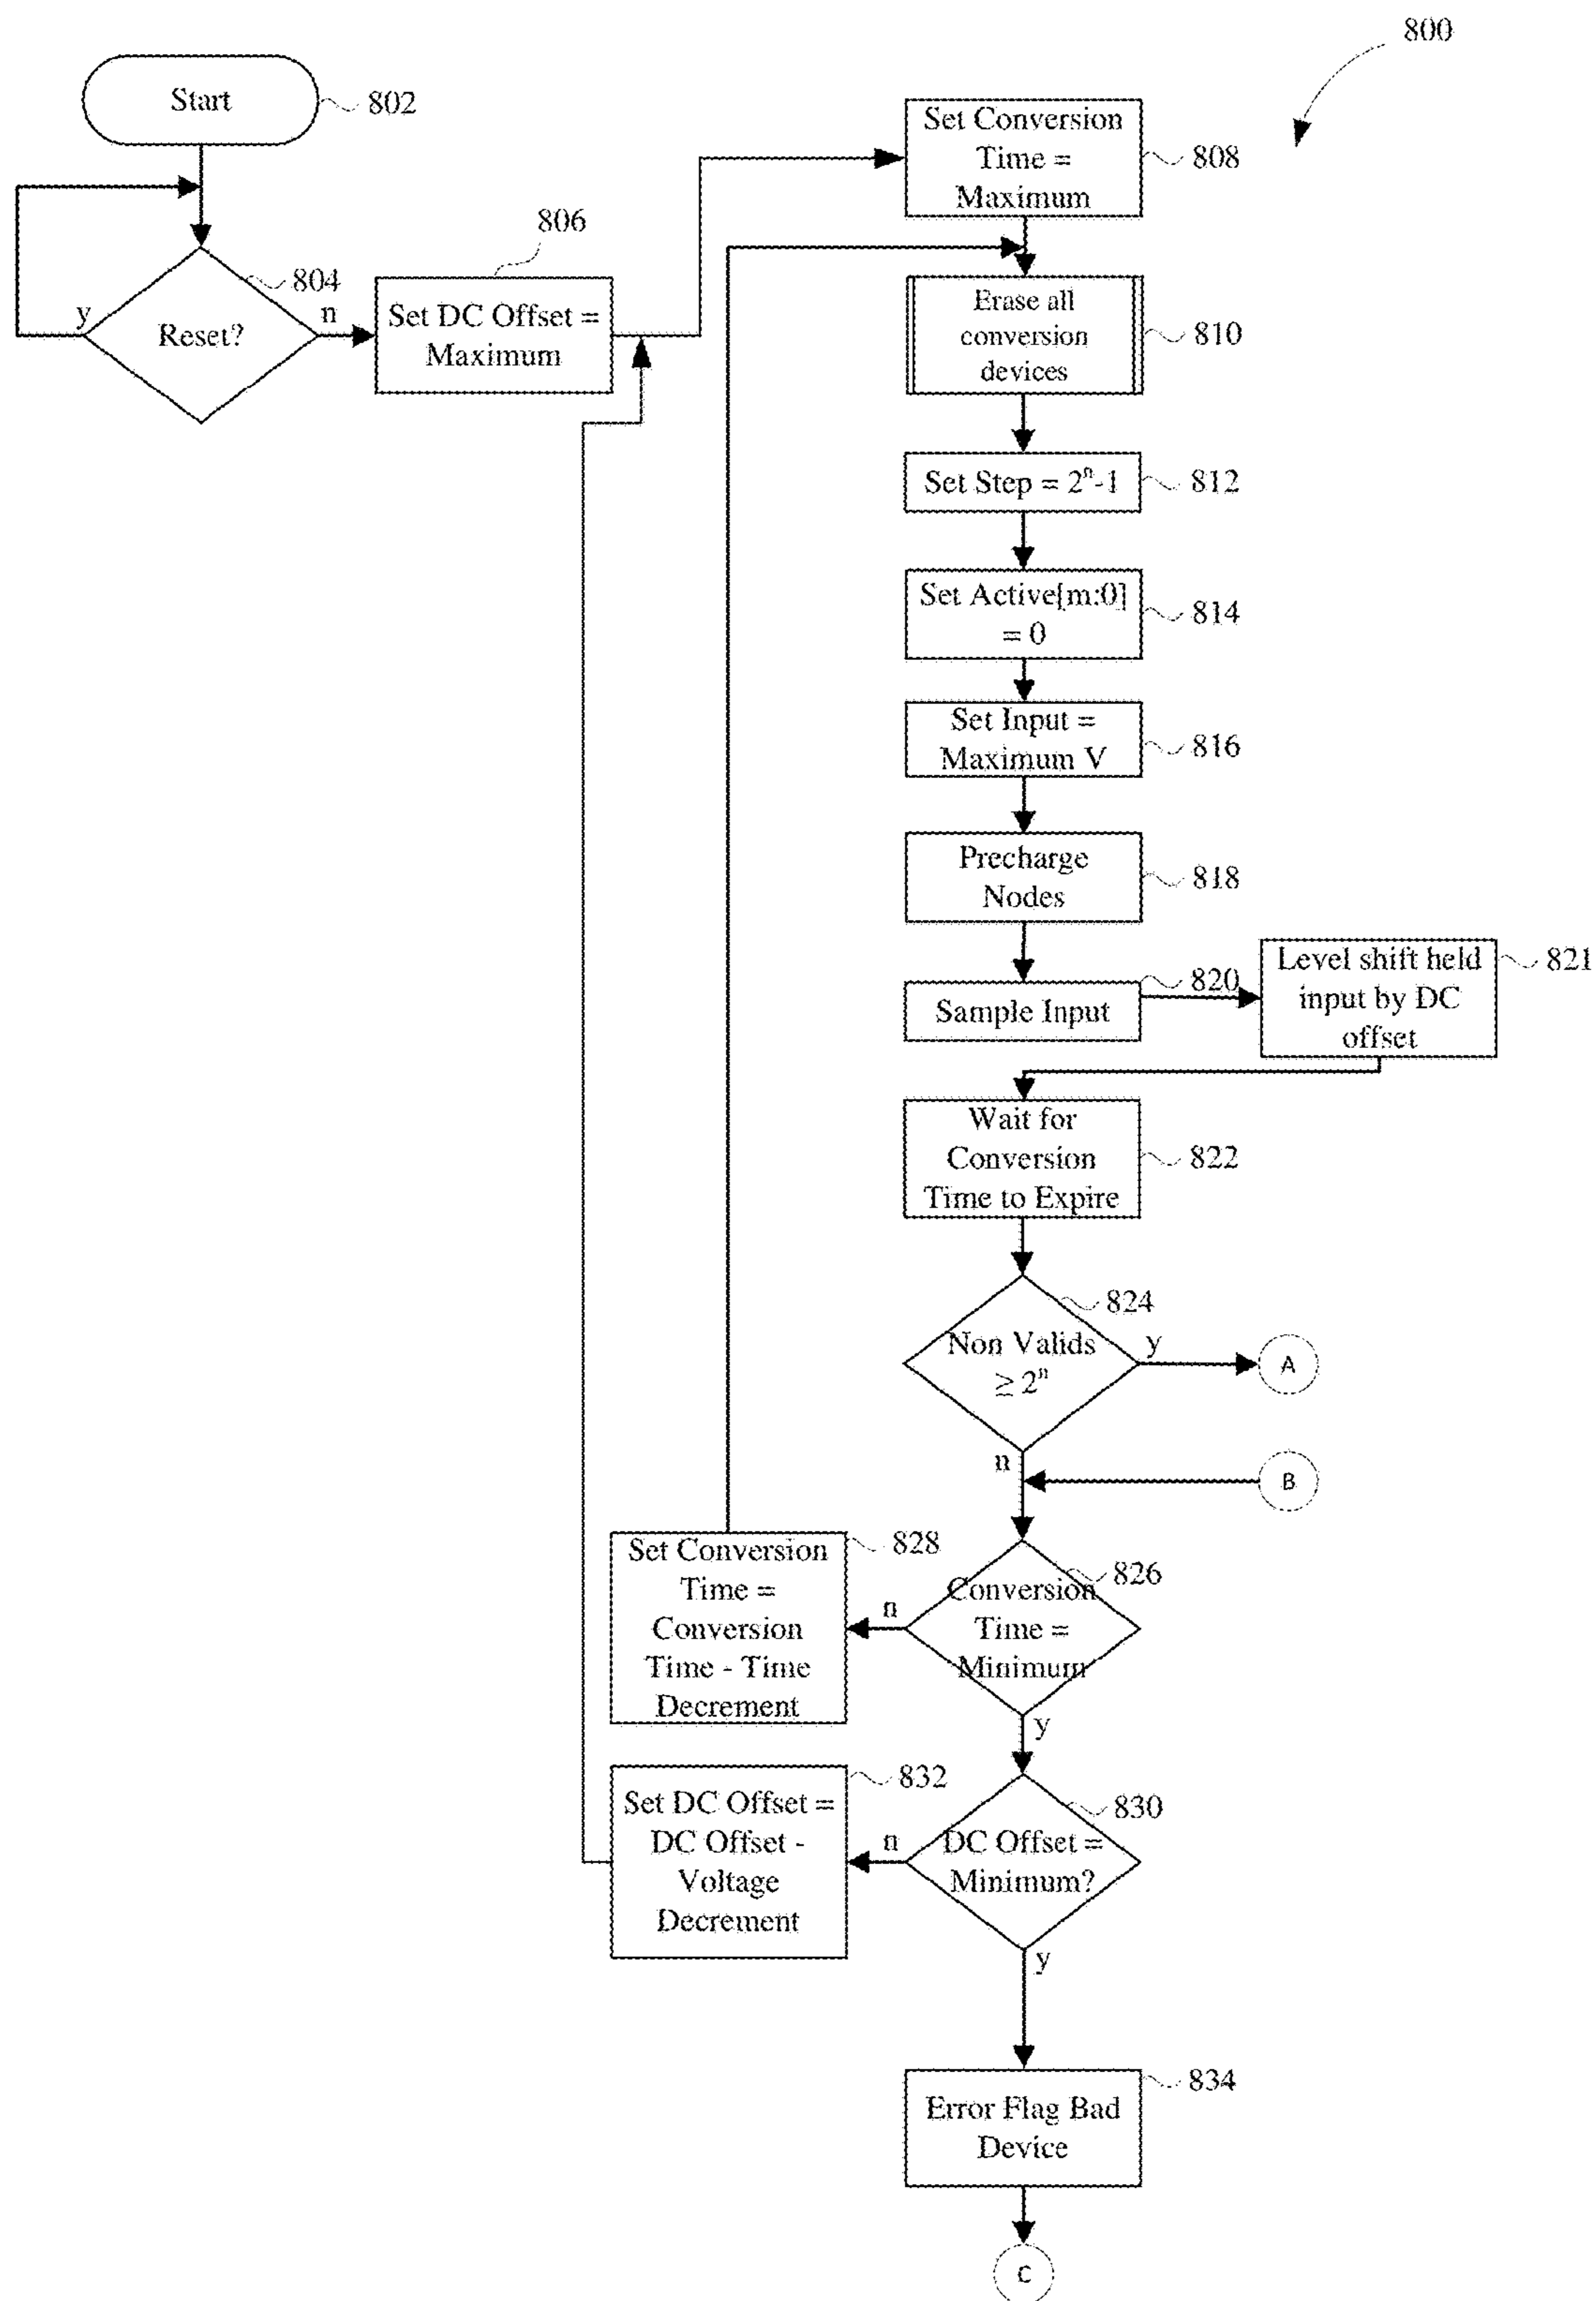 800
Start
802
Set Conversion
Time =
Maximum
808
806
804
y
Reset?
n
Set DC Offset =
Maximum
Erase all
conversion
devices
810
Set Step = 2ⁿ-1
812
Set Active[m:0]
= 0
814
Set Input =
Maximum V
816
Precharge
Nodes
818
820
Sample Input
Level shift held
input by DC
offset
821
Wait for
Conversion
Time to Expire
822
824
Non Valids
≧ 2ⁿ
y
A
n
B
828
Set Conversion
Time =
Conversion
Time - Time
Decrement
826
Conversion
Time =
Minimum
n
y
832
Set DC Offset =
DC Offset -
Voltage
Decrement
830
DC Offset =
Minimum?
n
y
834
Error Flag Bad
Device
C